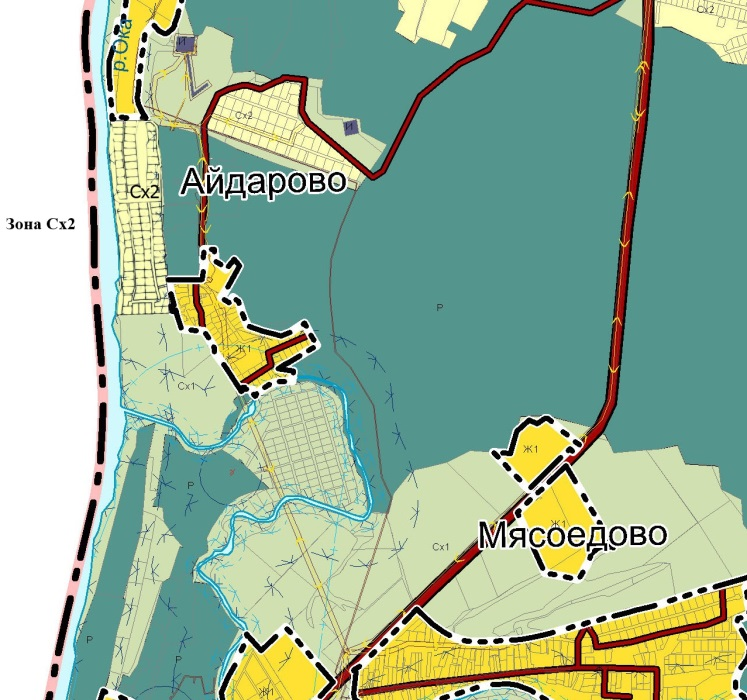 Сх2
р.Ока
И
Сх2
И
Айдарово
Сх2
Зона Сх2
Р
Ж1
Сх1
Ж1
Р
Ж1
Мясоедово
Сх1
Р
Р
Ж1